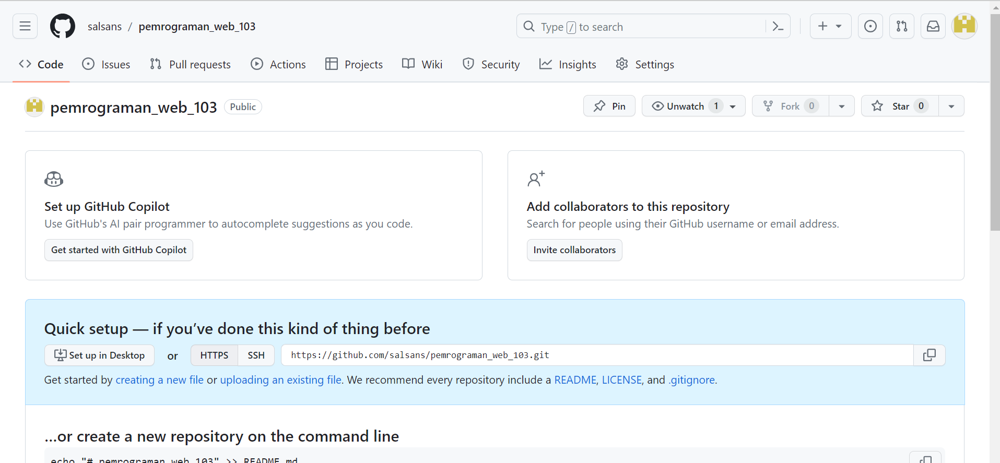 salsans / pemrograman_web_103
Type / to search
Code Issues Pull requests Actions Projects Wiki Security Insights Settings
pemrograman_web_103 Public
Pin Unwatch 1 Fork 0 Star 0
Set up GitHub Copilot
Use GitHub's AI pair programmer to autocomplete suggestions as you code.
Get started with GitHub Copilot
Add collaborators to this repository
Search for people using their GitHub username or email address.
Invite collaborators
Quick setup — if you’ve done this kind of thing before
Set up in Desktop or HTTPS SSH https://github.com/salsans/pemrograman_web_103.git
Get started by creating a new file or uploading an existing file. We recommend every repository include a README, LICENSE, and .gitignore.
…or create a new repository on the command line
echo "# pemrograman_web_103" >> README.md